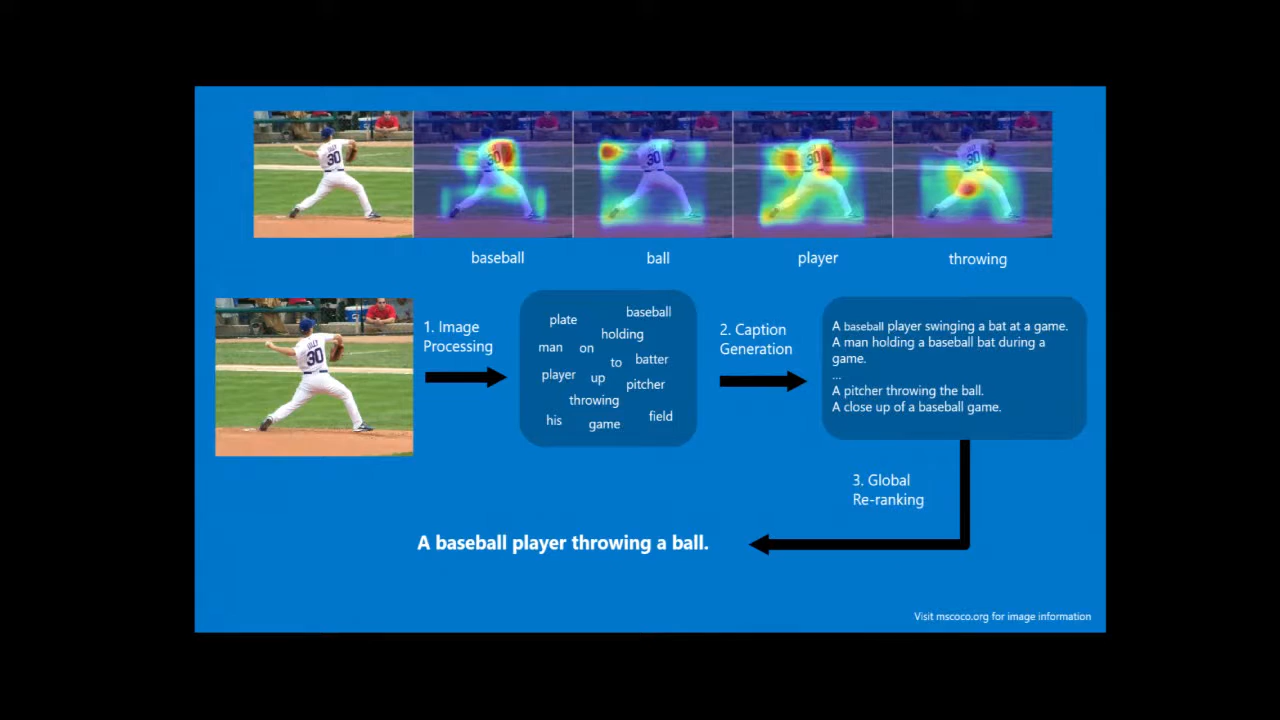 baseball
ball
player
throwing
1. Image
Processing
plate
baseball
holding
man
on
to
batter
player
up
pitcher
throwing
his
game
field
2. Caption
Generation
A baseball player swinging a bat at a game.
A man holding a baseball bat during a
game.
...
A pitcher throwing the ball.
A close up of a baseball game.
3. Global
Re-ranking
A baseball player throwing a ball.
Visit mscoco.org for image information
30
LILLY